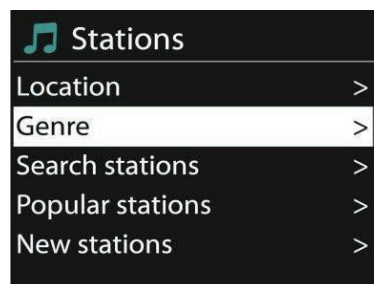 Stations
Location >
Genre >
Search stations >
Popular stations >
New stations >